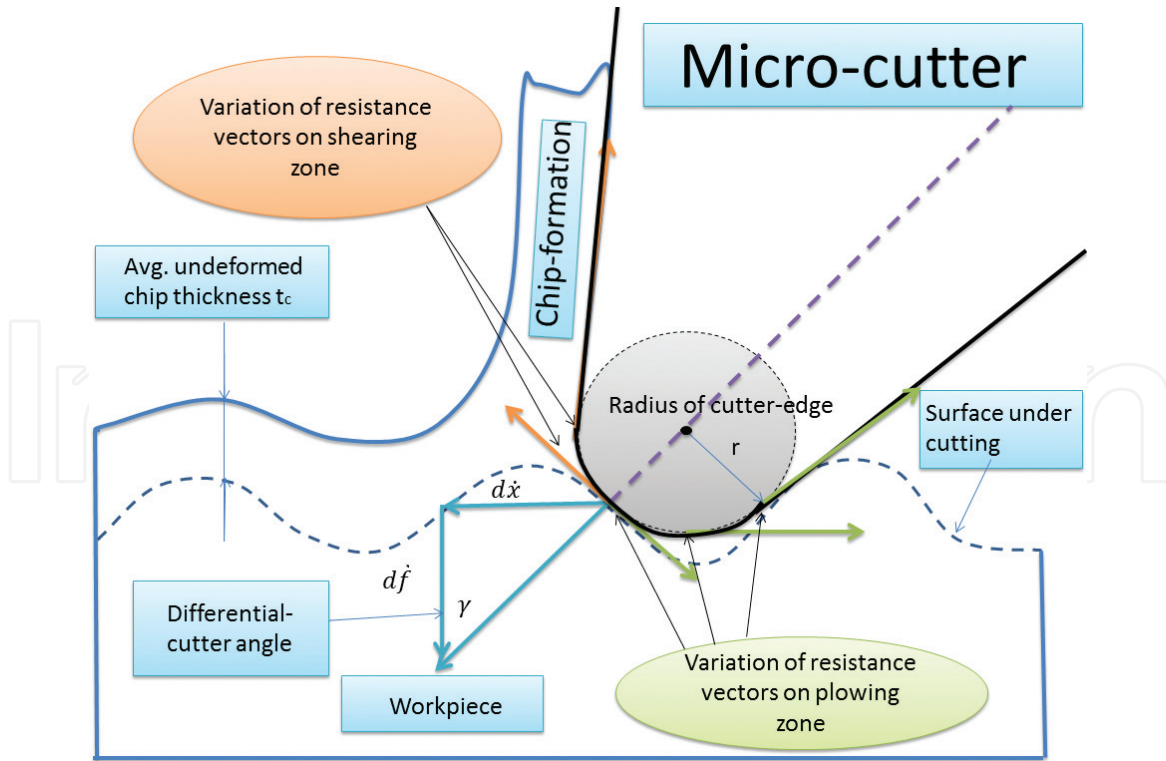 Micro-cutter
Variation of resistance
vectors on shearing
zone
Chip-formation
Avg. undeformed
chip thickness tc
Radius of cutter-edge
r
Surface under
cutting
dẋ
dḟ
γ
Differential-
cutter angle
Workpiece
Variation of resistance
vectors on plowing
zone